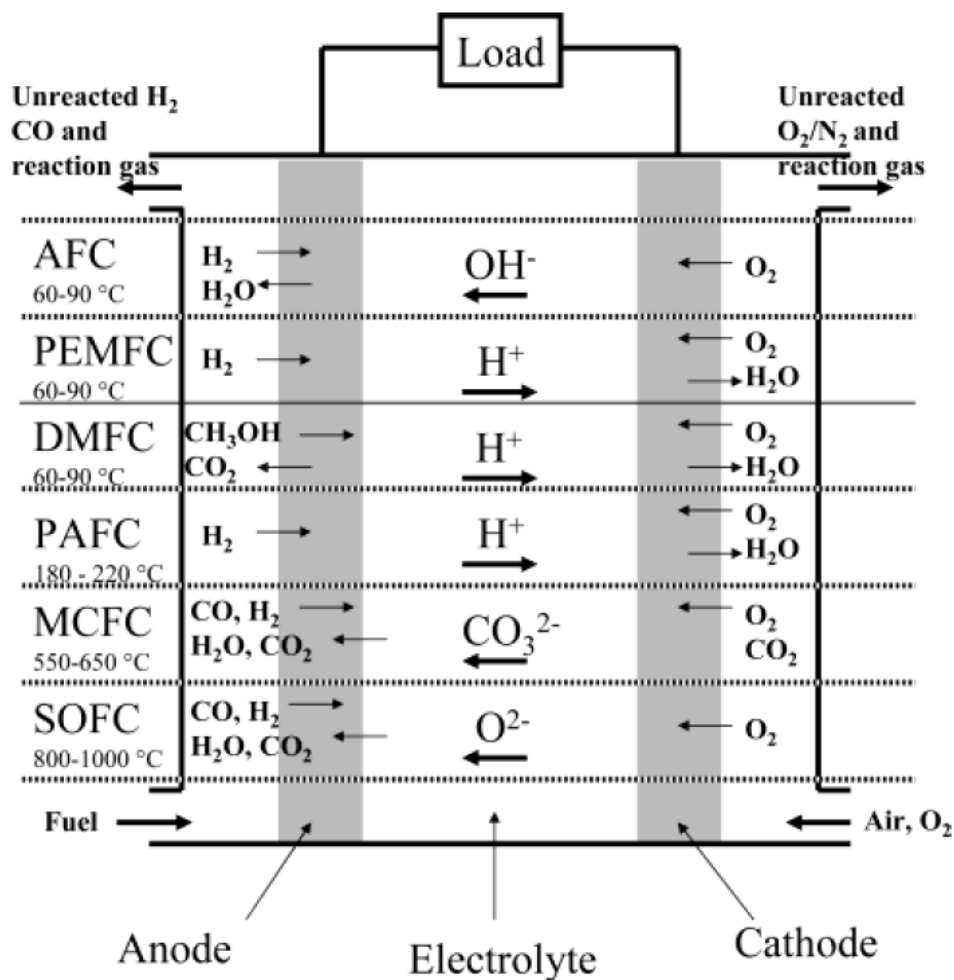 Load
Unreacted H₂
CO and
reaction gas
Unreacted
O₂/N₂ and
reaction gas
AFC
60-90 °C
H₂
H₂O
OH⁻
O₂
PEMFC
60-90 °C
H₂
H⁺
O₂
H₂O
DMFC
60-90 °C
CH₃OH
CO₂
H⁺
O₂
H₂O
PAFC
180 - 220 °C
H₂
H⁺
O₂
H₂O
MCFC
550-650 °C
CO, H₂
H₂O, CO₂
CO₃²⁻
O₂
CO₂
SOFC
800-1000 °C
CO, H₂
H₂O, CO₂
O²⁻
O₂
Fuel
Air, O₂
Anode
Electrolyte
Cathode